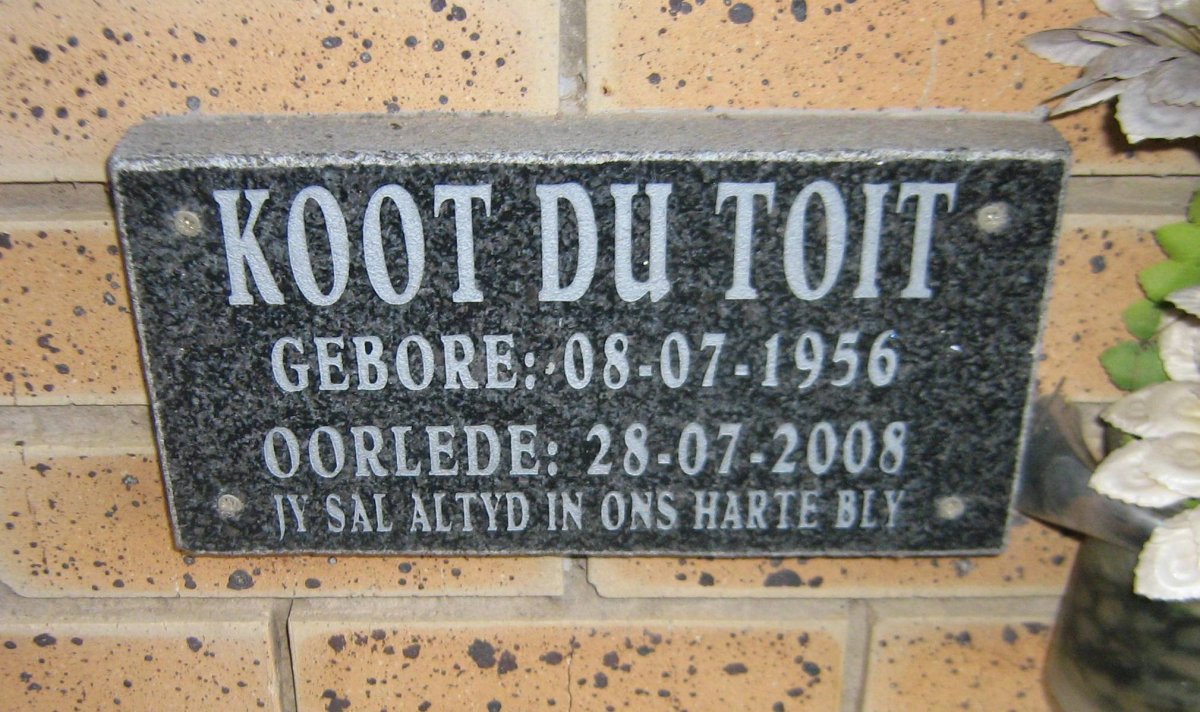 KOOT DU TOIT
GEBORE: 08-07-1956
OORLEDE: 28-07-2008
JY SAL ALTYD IN ONS HARTE BLY